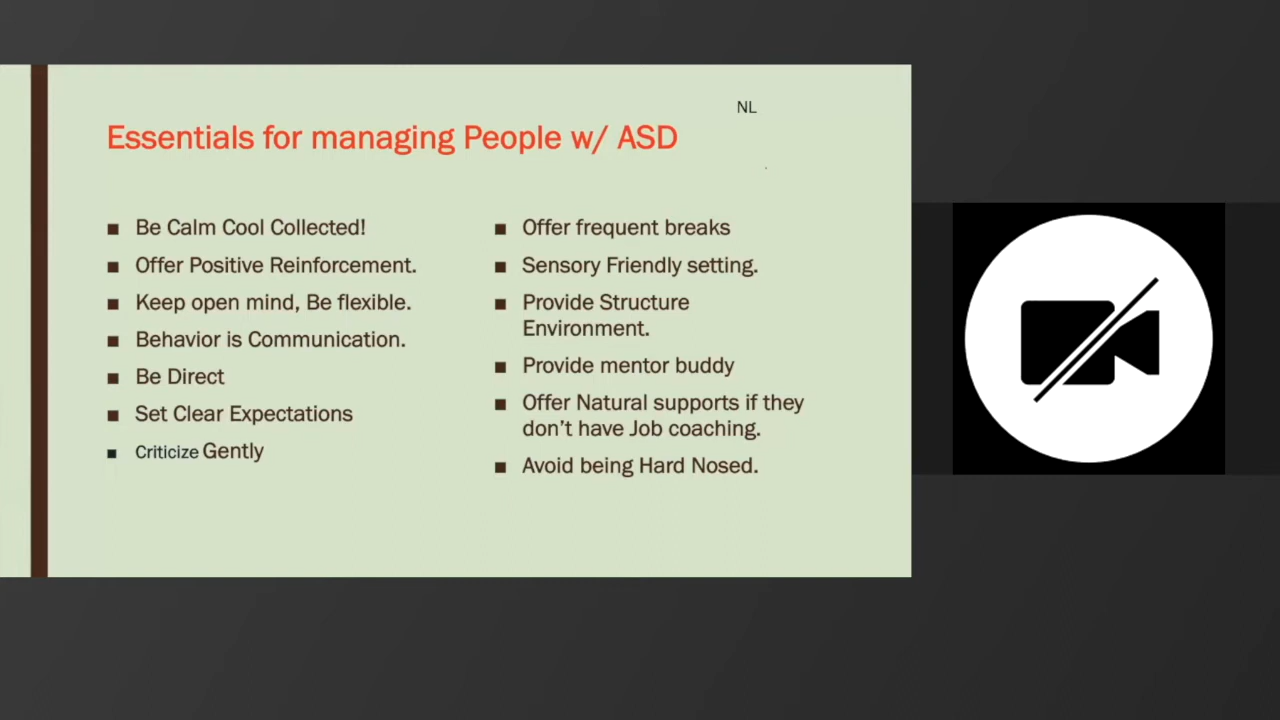 NL
Essentials for managing People w/ ASD
Be Calm Cool Collected!
Offer Positive Reinforcement.
Keep open mind, Be flexible.
Behavior is Communication.
Be Direct
Set Clear Expectations
Criticize Gently
Offer frequent breaks
Sensory Friendly setting.
Provide Structure
Environment.
Provide mentor buddy
Offer Natural supports if they
don't have Job coaching.
Avoid being Hard Nosed.